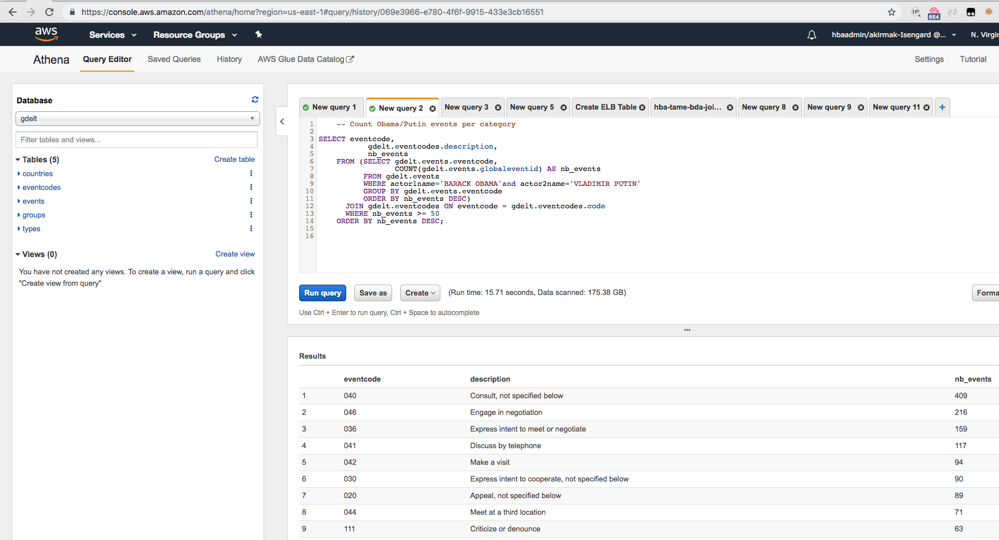 https://console.aws.amazon.com/athena/home?region=us-east-1#query/history/069e3966-e780-4f6f-9915-433e3cb16551
IP
654
aws
Services
Resource Groups
hbaadmin/akirmak-Isengard @...
N. Virgin
Athena
Query Editor
Saved Queries
History
AWS Glue Data Catalog
Settings
Tutorial
Database
gdelt
Filter tables and views...
Tables (5)
Create table
countries
eventcodes
events
groups
types
Views (0)
Create view
You have not created any views. To create a view, run a query and click
"Create view from query"
New query 1
New query 2
New query 3
New query 5
Create ELB Table
hba-tame-bda-joi...
New query 8
New query 9
New query 11
+
1 -- Count Obama/Putin events per category
2
3 SELECT eventcode,
4 gdelt.eventcodes.description,
5 nb_events
6 FROM (SELECT gdelt.events.eventcode,
7 COUNT(gdelt.events.globaleventid) AS nb_events
8 FROM gdelt.events
9 WHERE actor1name='BARACK OBAMA'and actor2name='VLADIMIR PUTIN'
10 GROUP BY gdelt.events.eventcode
11 ORDER BY nb_events DESC)
12 JOIN gdelt.eventcodes ON eventcode = gdelt.eventcodes.code
13 WHERE nb_events >= 50
14 ORDER BY nb_events DESC;
15
16
Run query
Save as
Create
(Run time: 15.71 seconds, Data scanned: 175.38 GB)
Forma
Use Ctrl + Enter to run query, Ctrl + Space to autocomplete
Results
eventcode description nb_events
1 040 Consult, not specified below 409
2 046 Engage in negotiation 216
3 036 Express intent to meet or negotiate 159
4 041 Discuss by telephone 117
5 042 Make a visit 94
6 030 Express intent to cooperate, not specified below 90
7 020 Appeal, not specified below 89
8 044 Meet at a third location 71
9 111 Criticize or denounce 63